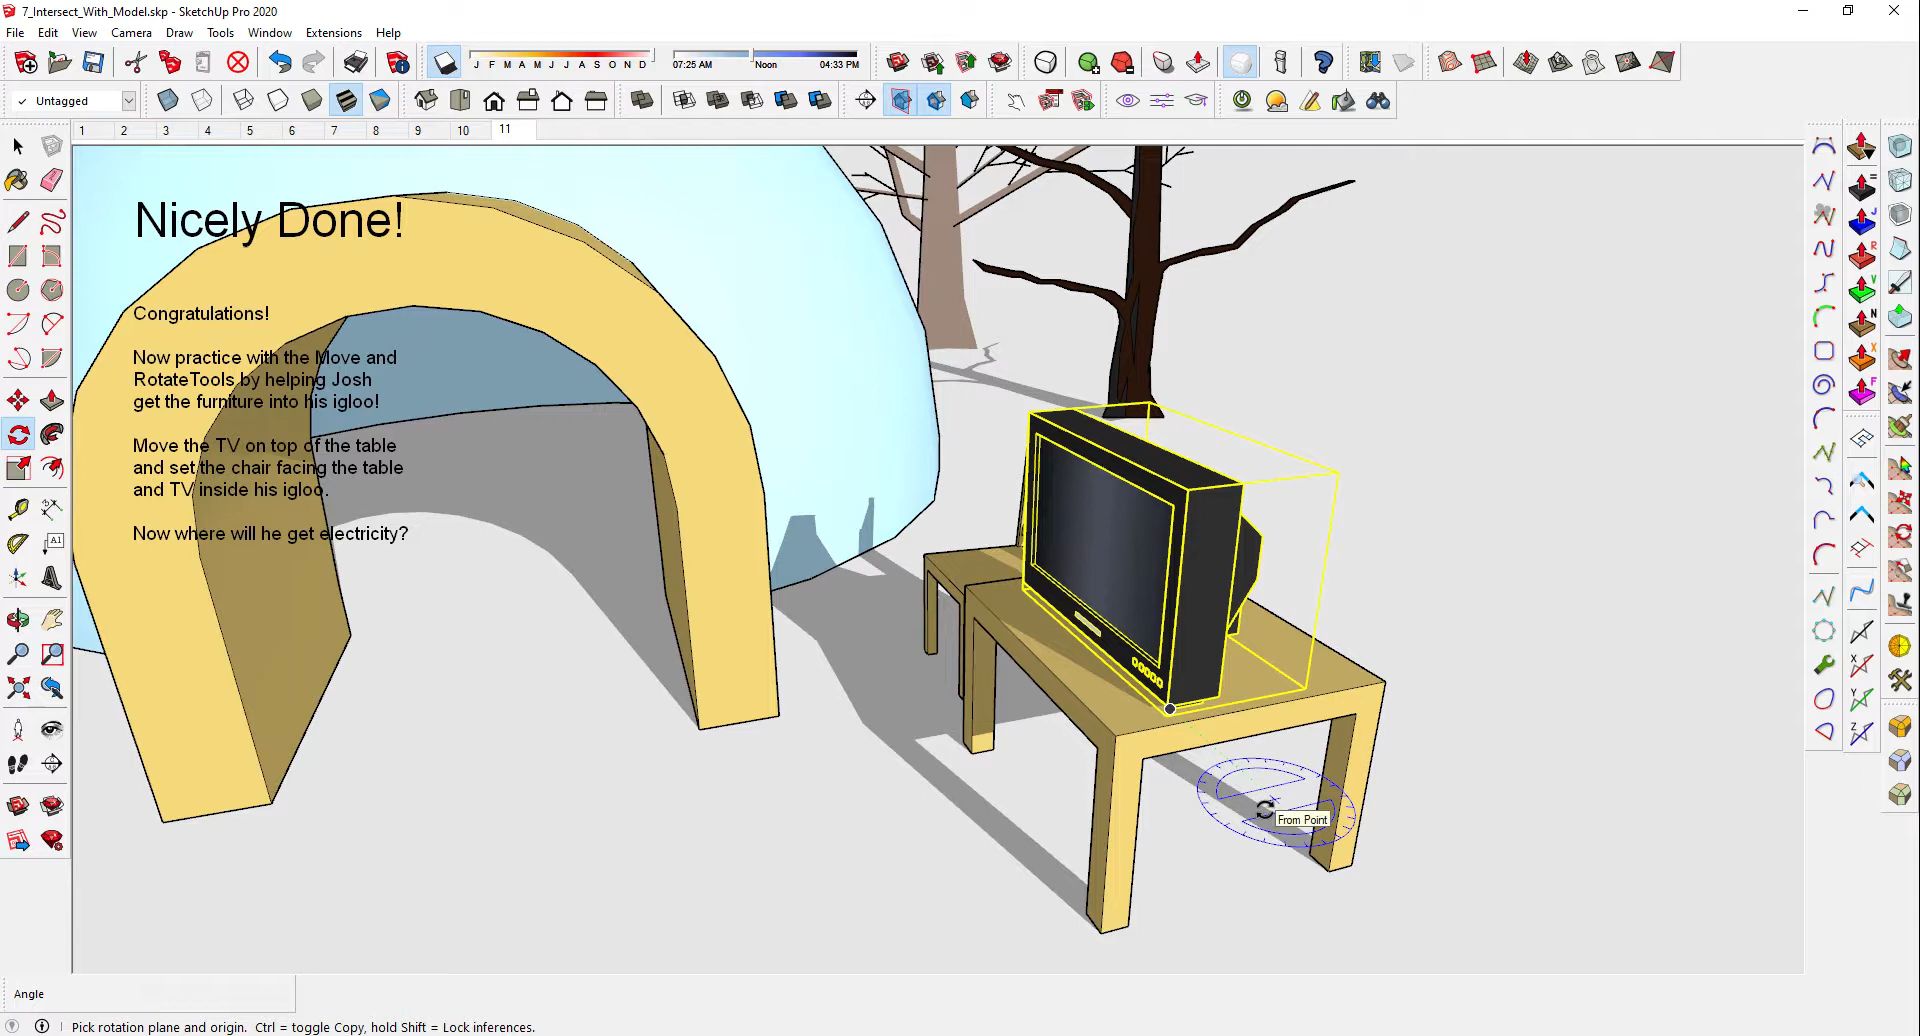 7_Intersect_With_Model.skp - SketchUp Pro 2020
File Edit View Camera Draw Tools Window Extensions Help
J F M A M J J A S O N D 07:25 AM Noon 04:33 PM
✓ Untagged
1 2 3 4 5 6 7 8 9 10 11
Nicely Done!
Congratulations!
Now practice with the Move and
RotateTools by helping Josh
get the furniture into his igloo!
Move the TV on top of the table
and set the chair facing the table
and TV inside his igloo.
Now where will he get electricity?
From Point
A1
=
J
R
V
N
X
F
X
Y
Z
Angle
Pick rotation plane and origin. Ctrl = toggle Copy, hold Shift = Lock inferences.